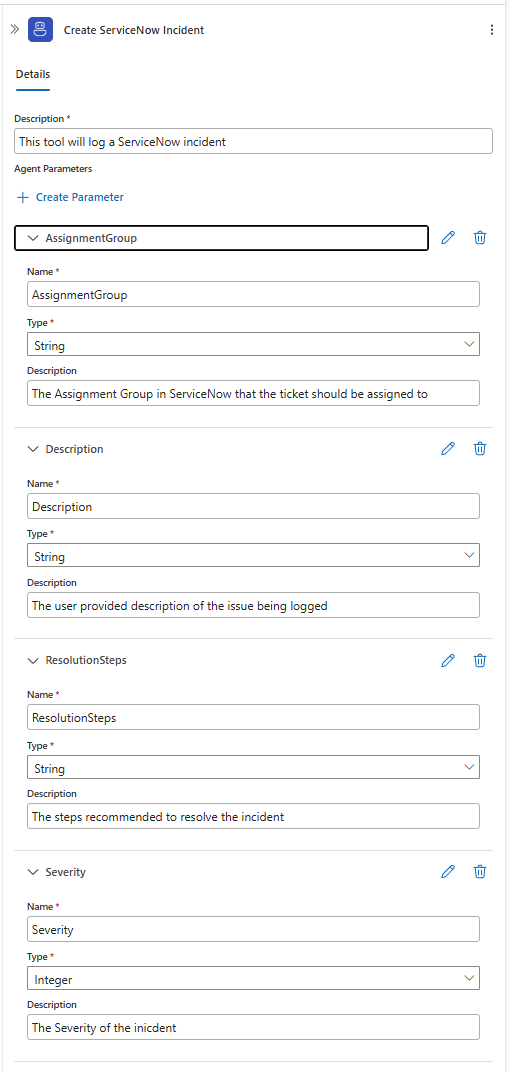 Create ServiceNow Incident
Details
Description *
This tool will log a ServiceNow incident
Agent Parameters
Create Parameter
AssignmentGroup
Name *
AssignmentGroup
Type *
String
Description
The Assignment Group in ServiceNow that the ticket should be assigned to
Description
Name *
Description
Type *
String
Description
The user provided description of the issue being logged
ResolutionSteps
Name *
ResolutionSteps
Type *
String
Description
The steps recommended to resolve the incident
Severity
Name *
Severity
Type *
Integer
Description
The Severity of the inicdent